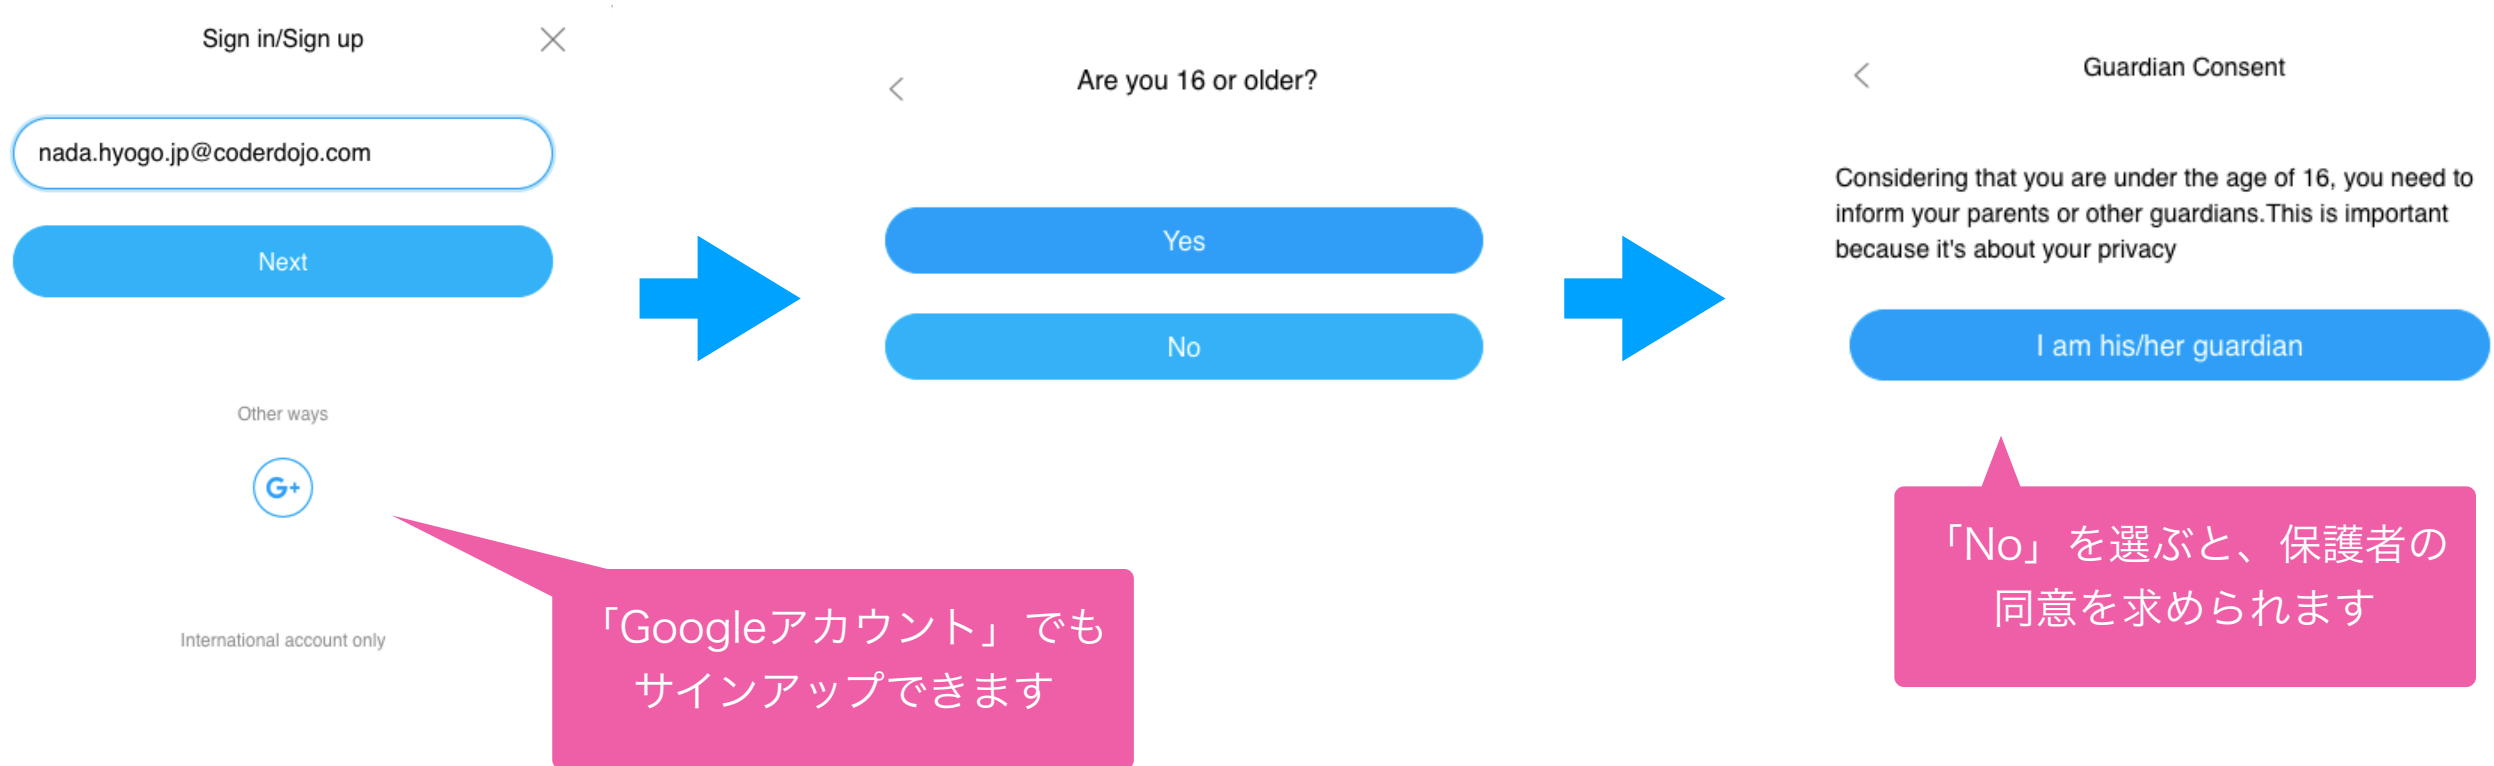 Sign in/Sign up
nada.hyogo.jp@coderdojo.com
Next
Other ways
G+
International account only
「Googleアカウント」でも
サインアップできます
Are you 16 or older?
Yes
No
Guardian Consent
Considering that you are under the age of 16, you need to
inform your parents or other guardians.This is important
because it's about your privacy
I am his/her guardian
「No」を選ぶと、保護者の
同意を求められます